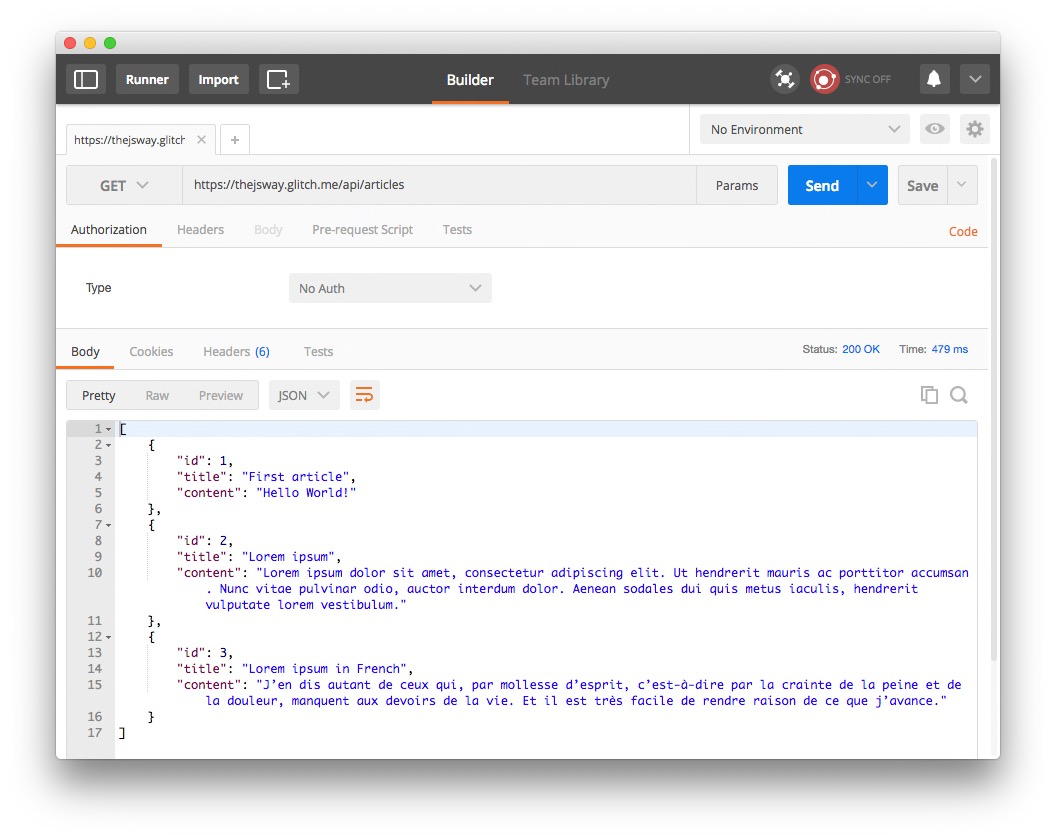 Runner Import Builder Team Library SYNC OFF
https://thejsway.glitch No Environment
GET https://thejsway.glitch.me/api/articles Params Send Save
Authorization Headers Body Pre-request Script Tests Code
Type No Auth
Body Cookies Headers (6) Tests Status: 200 OK Time: 479 ms
Pretty Raw Preview JSON
1 [
2 {
3 "id": 1,
4 "title": "First article",
5 "content": "Hello World!"
6 },
7 {
8 "id": 2,
9 "title": "Lorem ipsum",
10 "content": "Lorem ipsum dolor sit amet, consectetur adipiscing elit. Ut hendrerit mauris ac porttitor accumsan
. Nunc vitae pulvinar odio, auctor interdum dolor. Aenean sodales dui quis metus iaculis, hendrerit
vulputate lorem vestibulum."
11 },
12 {
13 "id": 3,
14 "title": "Lorem ipsum in French",
15 "content": "J’en dis autant de ceux qui, par mollesse d’esprit, c’est-à-dire par la crainte de la peine et de
la douleur, manquent aux devoirs de la vie. Et il est très facile de rendre raison de ce que j’avance."
16 }
17 ]